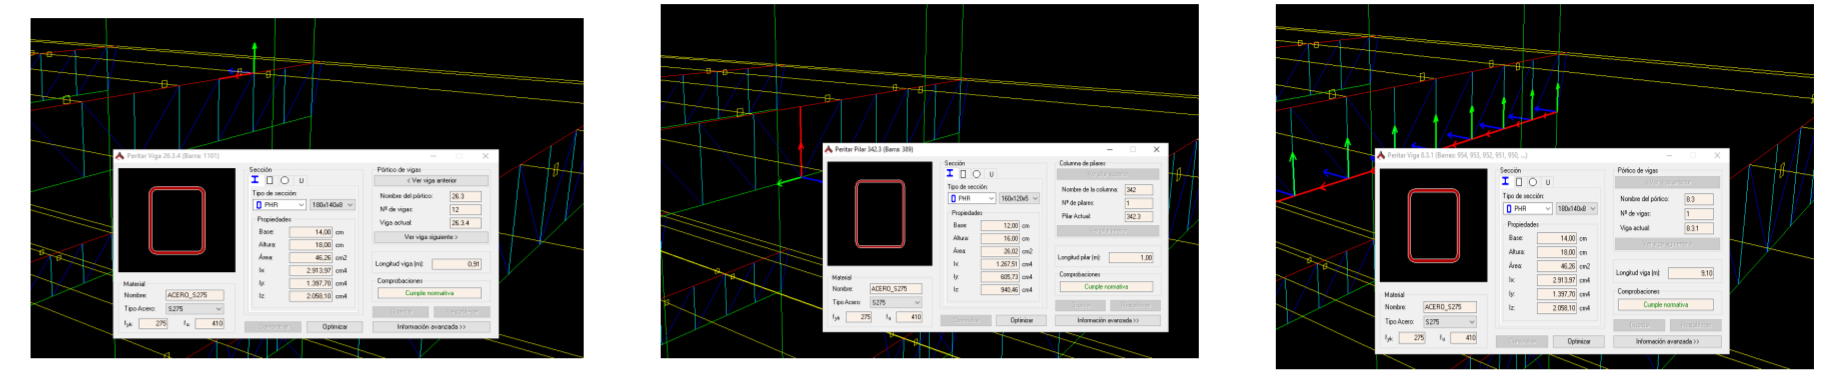 Peritar Viga 26.3.4 (Barra: 1101)
Sección
U
Tipo de sección:
PHR
180x140x8
Propiedades
Base: 14,00 cm
Altura: 18,00 cm
Área: 46,26 cm2
Ix: 2.913,97 cm4
Iy: 1.397,70 cm4
Iz: 2.058,10 cm4
Material
Nombre: ACERO_S275
Tipo Acero: S275
fyk: 275 fu: 410
Optimizar
Pórtico de vigas
< Ver viga anterior
Nombre del pórtico: 26.3
Nº de vigas: 12
Viga actual: 26.3.4
Ver viga siguiente >
Longitud viga (m): 0,91
Comprobaciones
Cumple normativa
Información avanzada >>
Peritar Pilar 342.3 (Barra: 389)
Sección
U
Tipo de sección:
PHR
160x120x5
Propiedades
Base: 12,00 cm
Altura: 16,00 cm
Área: 26,02 cm2
Ix: 1.267,51 cm4
Iy: 605,73 cm4
Iz: 940,46 cm4
Material
Nombre: ACERO_S275
Tipo Acero: S275
fyk: 275 fu 410
Optimizar
Columna de pilares
Nombre de la columna: 342
Nº de pilares: 1
Pilar Actual: 342.3
Longitud pilar (m): 1,00
Comprobaciones
Cumple normativa
Información avanzada >>
Peritar Viga 8.3.1 (Barras: 954, 953, 952, 951, 950, ...)
Sección
U
Tipo de sección:
PHR
180x140x8
Propiedades
Base: 14,00 cm
Altura: 18,00 cm
Área: 46,26 cm2
Ix: 2.913,97 cm4
Iy: 1.397,70 cm4
Iz: 2.058,10 cm4
Material
Nombre: ACERO_S275
Tipo Acero: S275
fyk: 275 fu 410
Optimizar
Pórtico de vigas
Nombre del pórtico: 8.3
Nº de vigas: 1
Viga actual: 8.3.1
Longitud viga (m): 9,10
Comprobaciones
Cumple normativa
Información avanzada >>